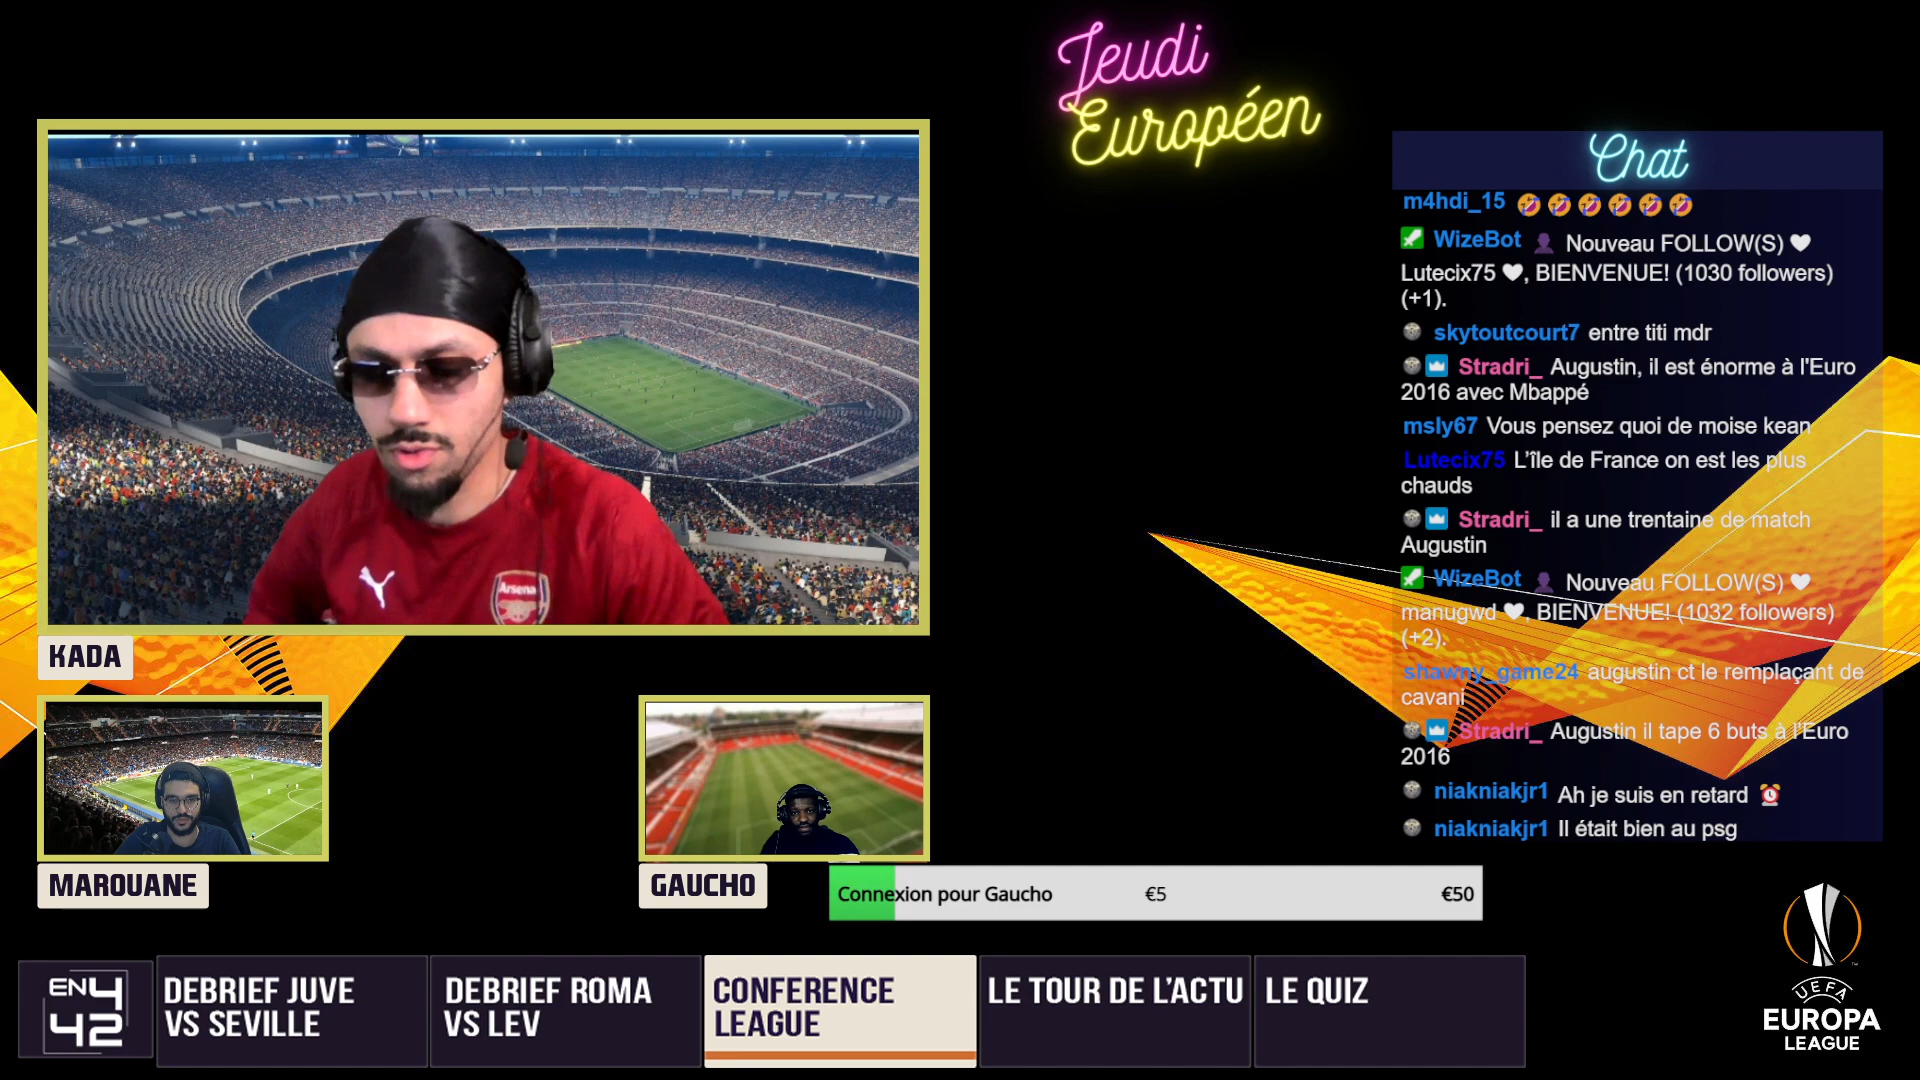 Jeudi
Européen
Chat
m4hdi_15 🤣🤣🤣🤣🤣🤣
WizeBot 👤 Nouveau FOLLOW(S) 🤍
Lutecix75 🤍, BIENVENUE! (1030 followers)
(+1).
skytoutcourt7 entre titi mdr
Stradri_ Augustin, il est énorme à l'Euro
2016 avec Mbappé
msly67 Vous pensez quoi de moise kean
Lutecix75 L'île de France on est les plus
chauds
Stradri_ il a une trentaine de match
Augustin
WizeBot 👤 Nouveau FOLLOW(S) 🤍
manugwd 🤍, BIENVENUE! (1032 followers)
(+2).
shawny_game24 augustin ct le remplaçant de
cavani
Stradri_ Augustin il tape 6 buts à l'Euro
2016
niakniakjr1 Ah je suis en retard ⏰
niakniakjr1 Il était bien au psg
Arsenal
KADA
MAROUANE
GAUCHO
Connexion pour Gaucho €5 €50
EN 4
42
DEBRIEF JUVE
VS SEVILLE
DEBRIEF ROMA
VS LEV
CONFERENCE
LEAGUE
LE TOUR DE L'ACTU
LE QUIZ
UEFA
EUROPA
LEAGUE